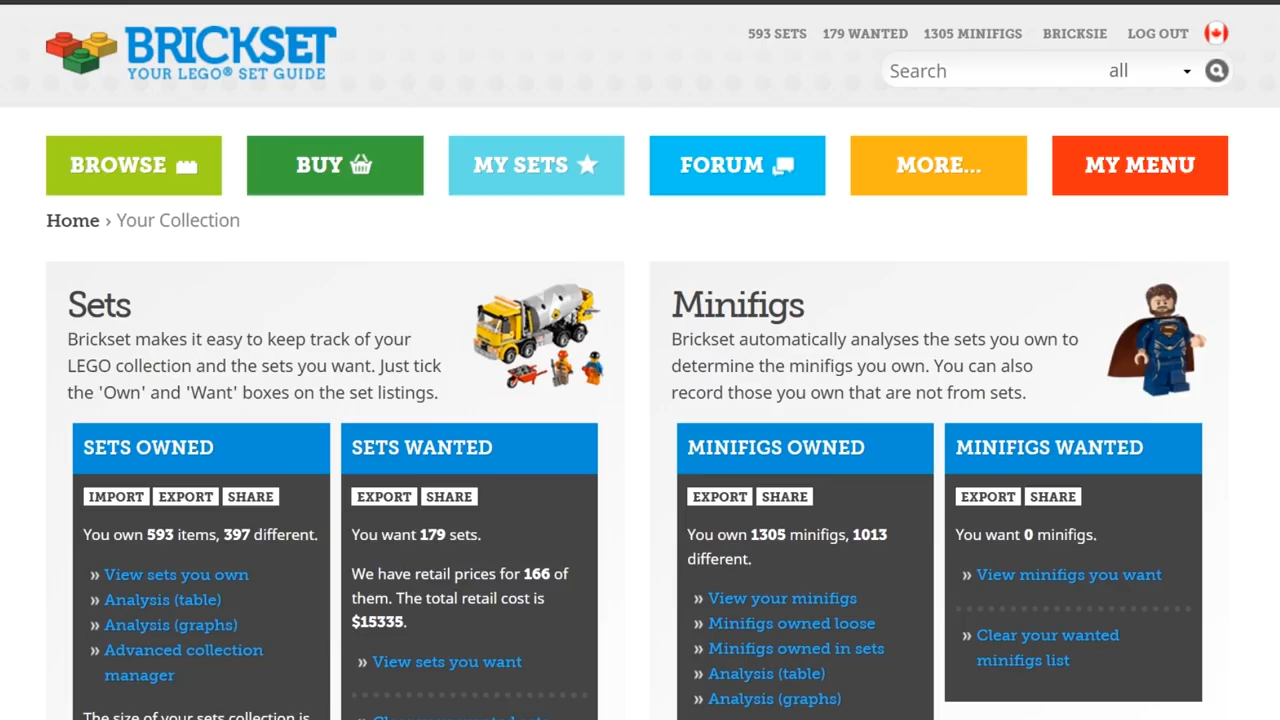 BRICKSET
YOUR LEGO® SET GUIDE
593 SETS 179 WANTED 1305 MINIFIGS BRICKSIE LOG OUT
Search all
BROWSE BUY MY SETS FORUM MORE... MY MENU
Home › Your Collection
Sets
Brickset makes it easy to keep track of your
LEGO collection and the sets you want. Just tick
the 'Own' and 'Want' boxes on the set listings.
SETS OWNED
IMPORT EXPORT SHARE
You own 593 items, 397 different.
» View sets you own
» Analysis (table)
» Analysis (graphs)
» Advanced collection
manager
The size of your sets collection is
SETS WANTED
EXPORT SHARE
You want 179 sets.
We have retail prices for 166 of
them. The total retail cost is
$15335.
» View sets you want
Minifigs
Brickset automatically analyses the sets you own to
determine the minifigs you own. You can also
record those you own that are not from sets.
MINIFIGS OWNED
EXPORT SHARE
You own 1305 minifigs, 1013
different.
» View your minifigs
» Minifigs owned loose
» Minifigs owned in sets
» Analysis (table)
» Analysis (graphs)
MINIFIGS WANTED
EXPORT SHARE
You want 0 minifigs.
» View minifigs you want
» Clear your wanted
minifigs list